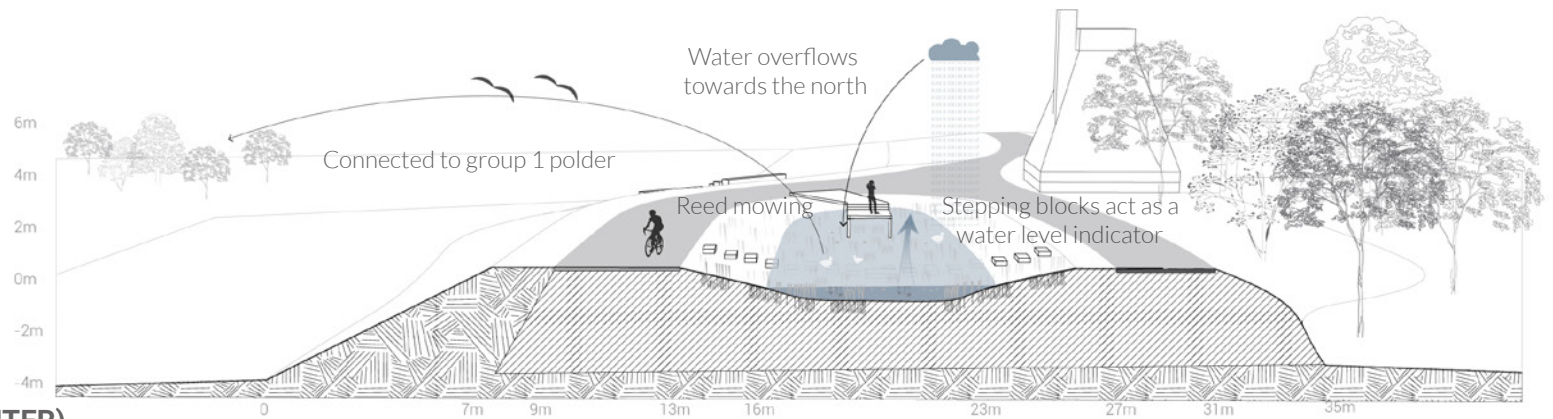 Water overflows
towards the north
6m
Connected to group 1 polder
4m
Reed mowing
Stepping blocks act as a
water level indicator
2m
0m
-2m
-4m
0
7m
9m
13m
16m
23m
27m
31m
35m